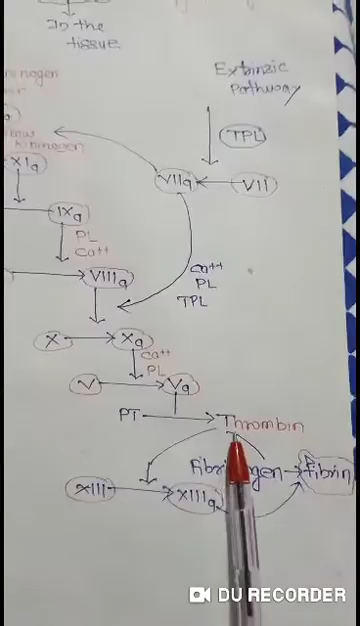 In the
tissue
Extrinsic
Pathway
TPL
XIa
VIIa
VII
IXa
PL
Ca++
VIIIa
Ca++
PL
TPL
X
Xa
Ca++
PL
V
Va
PT
Thrombin
Fibrinogen
Fibrin
XIII
XIIIa
DU RECORDER